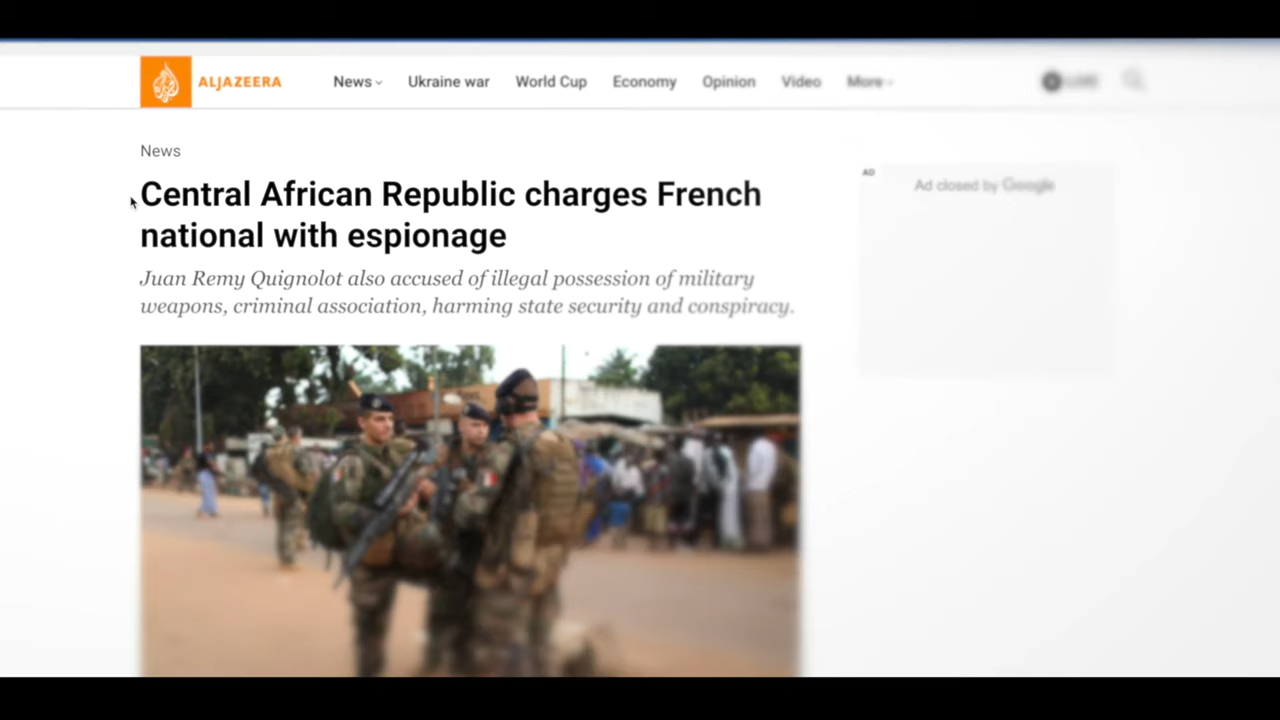 ALJAZEERA
News
Ukraine war
World Cup
Economy
Opinion
Video
More
LIVE
News
Central African Republic charges French
national with espionage
Juan Remy Quignolot also accused of illegal possession of military
weapons, criminal association, harming state security and conspiracy.
AD
Ad closed by Google